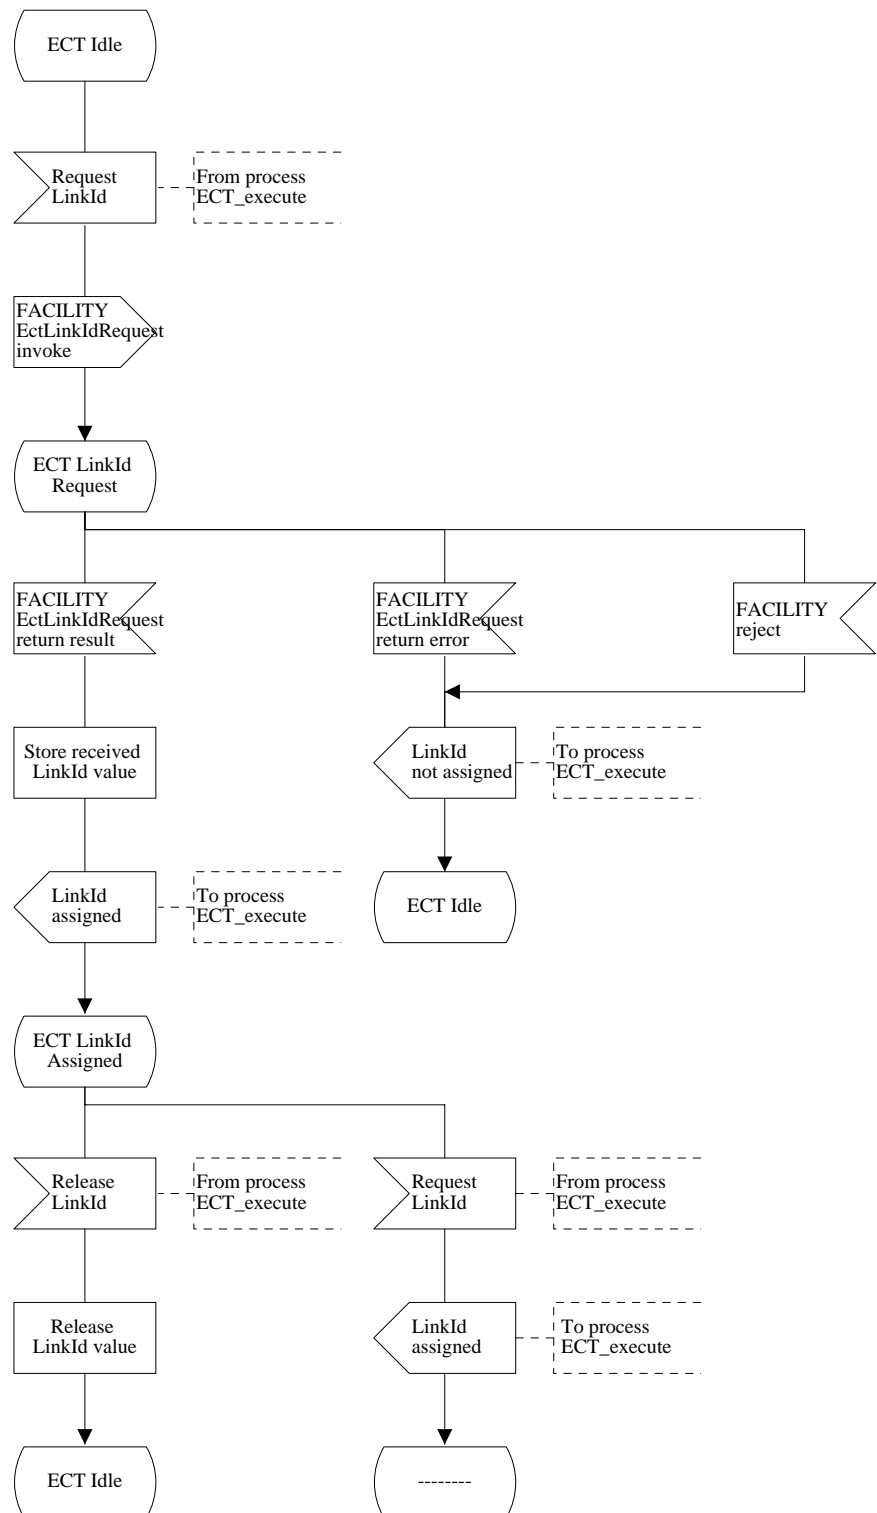 ECT Idle
Request
LinkId
From process
ECT_execute
FACILITY
EctLinkIdRequest
invoke
ECT LinkId
Request
FACILITY
EctLinkIdRequest
return result
FACILITY
EctLinkIdRequest
return error
FACILITY
reject
Store received
LinkId value
LinkId
not assigned
To process
ECT_execute
LinkId
assigned
To process
ECT_execute
ECT Idle
ECT LinkId
Assigned
Release
LinkId
From process
ECT_execute
Request
LinkId
From process
ECT_execute
Release
LinkId value
LinkId
assigned
To process
ECT_execute
ECT Idle
--------